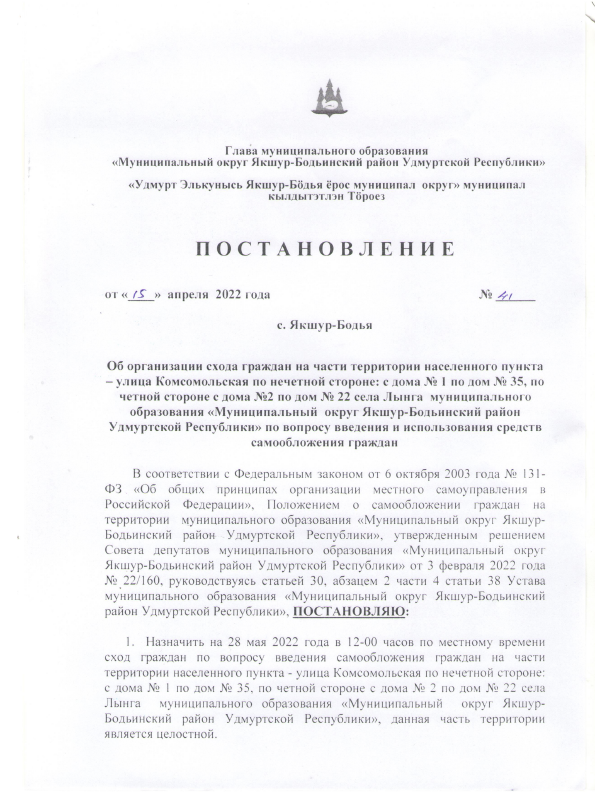 Глава муниципального образования
«Муниципальный округ Якшур-Бодьинский район Удмуртской Республики»
«Удмурт Элькунысь Якшур-Бӧдья ёрос муниципал округ» муниципал
кылдытэтлэн Тӧроез
ПОСТАНОВЛЕНИЕ
от « 15 » апреля 2022 года № 41
с. Якшур-Бодья
Об организации схода граждан на части территории населенного пункта
– улица Комсомольская по нечетной стороне: с дома № 1 по дом № 35, по
четной стороне с дома №2 по дом № 22 села Лынга муниципального
образования «Муниципальный округ Якшур-Бодьинский район
Удмуртской Республики» по вопросу введения и использования средств
самообложения граждан
В соответствии с Федеральным законом от 6 октября 2003 года № 131-
ФЗ «Об общих принципах организации местного самоуправления в
Российской Федерации», Положением о самообложении граждан на
территории муниципального образования «Муниципальный округ Якшур-
Бодьинский район Удмуртской Республики», утвержденным решением
Совета депутатов муниципального образования «Муниципальный округ
Якшур-Бодьинский район Удмуртской Республики» от 3 февраля 2022 года
№ 22/160, руководствуясь статьей 30, абзацем 2 части 4 статьи 38 Устава
муниципального образования «Муниципальный округ Якшур-Бодьинский
район Удмуртской Республики», ПОСТАНОВЛЯЮ:
1. Назначить на 28 мая 2022 года в 12-00 часов по местному времени
сход граждан по вопросу введения самообложения граждан на части
территории населенного пункта - улица Комсомольская по нечетной стороне:
с дома № 1 по дом № 35, по четной стороне с дома № 2 по дом № 22 села
Лынга муниципального образования «Муниципальный округ Якшур-
Бодьинский район Удмуртской Республики», данная часть территории
является целостной.